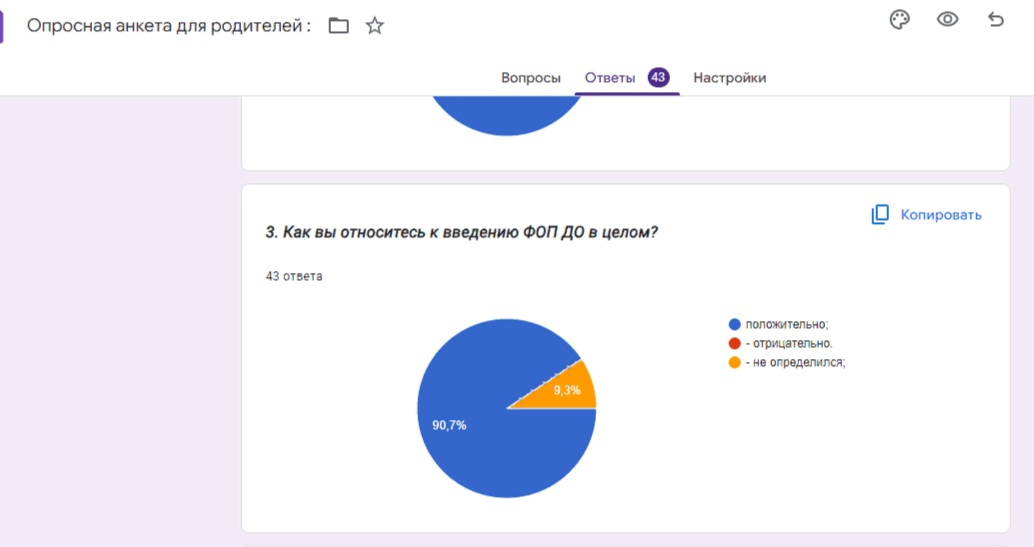 Опросная анкета для родителей :
Вопросы Ответы 43 Настройки
Копировать
3. Как вы относитесь к введению ФОП ДО в целом?
43 ответа
положительно;
- отрицательно.
- не определился;
9,3%
90,7%